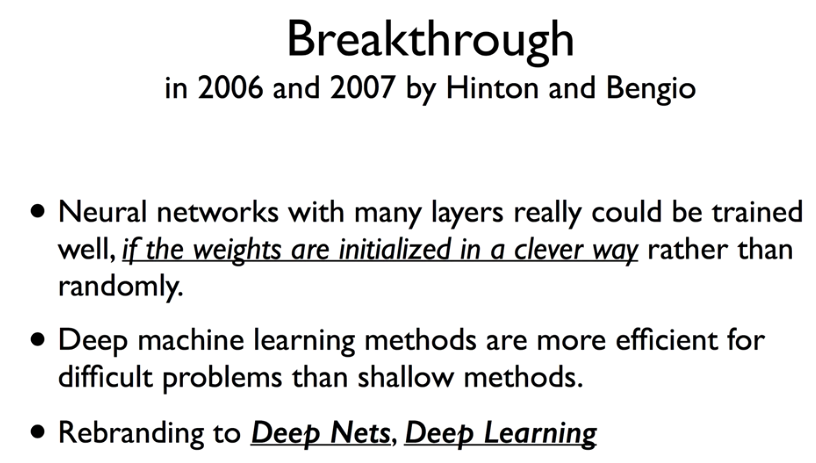 Breakthrough
in 2006 and 2007 by Hinton and Bengio
• Neural networks with many layers really could be trained
well, if the weights are initialized in a clever way rather than
randomly.
• Deep machine learning methods are more efficient for
difficult problems than shallow methods.
• Rebranding to Deep Nets, Deep Learning